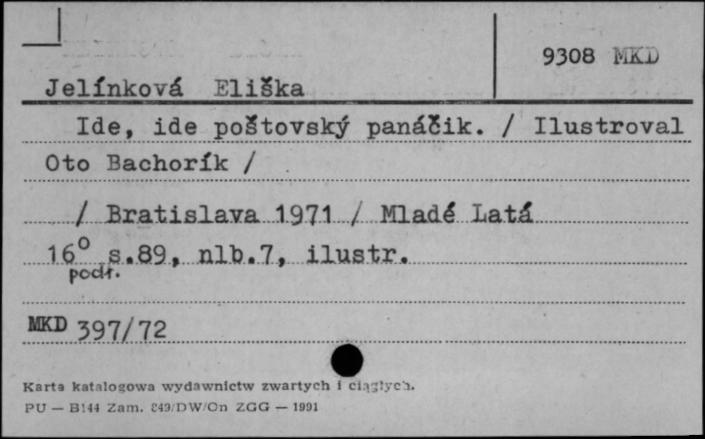 9308 MKD
Jelínková Eliška
Ide, ide poštovský panáčik. / Ilustroval
Oto Bachorík /
/ Bratislava 1971 / Mladé Latá
16° s.89, nlb.7, ilustr.
podr.
MKD 397/72
Karta katalogowa wydawnictw zwartych i ciągłych.
PU — B144 Zam. 849/DW/On ZGG — 1991